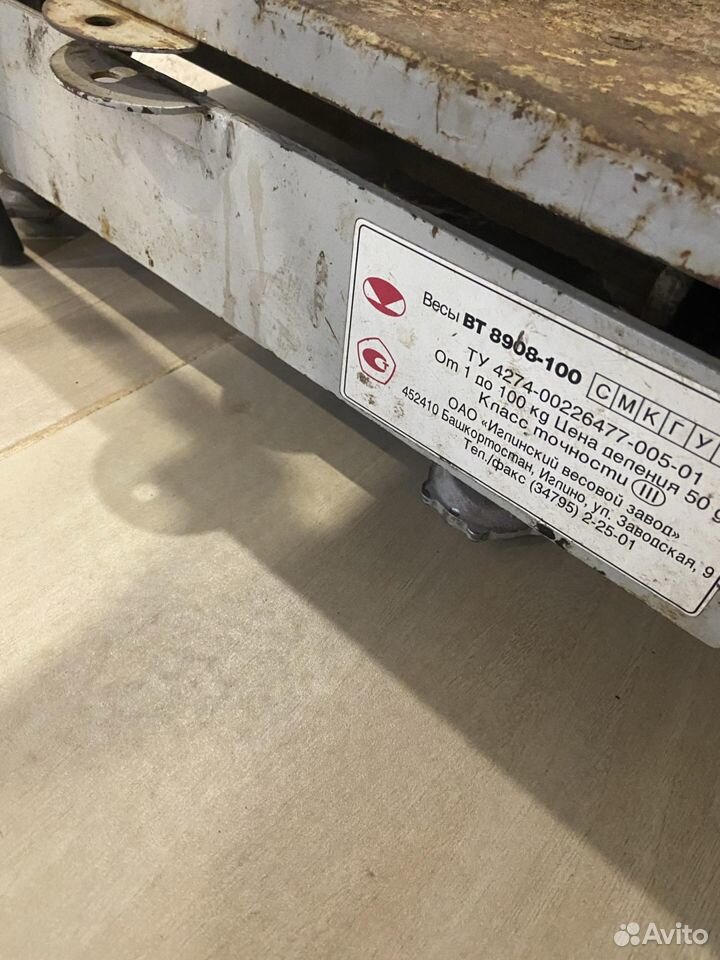 Весы ВТ 8908-100 С М К Г У
ТУ 4274-00226477-005-01
От 1 до 100 kg Цена деления 50 g
Класс точности III
ОАО «Иглинский весовой завод»
452410 Башкортостан, Иглино, ул. Заводская, 9
Тел./факс (34795) 2-25-01
Avito